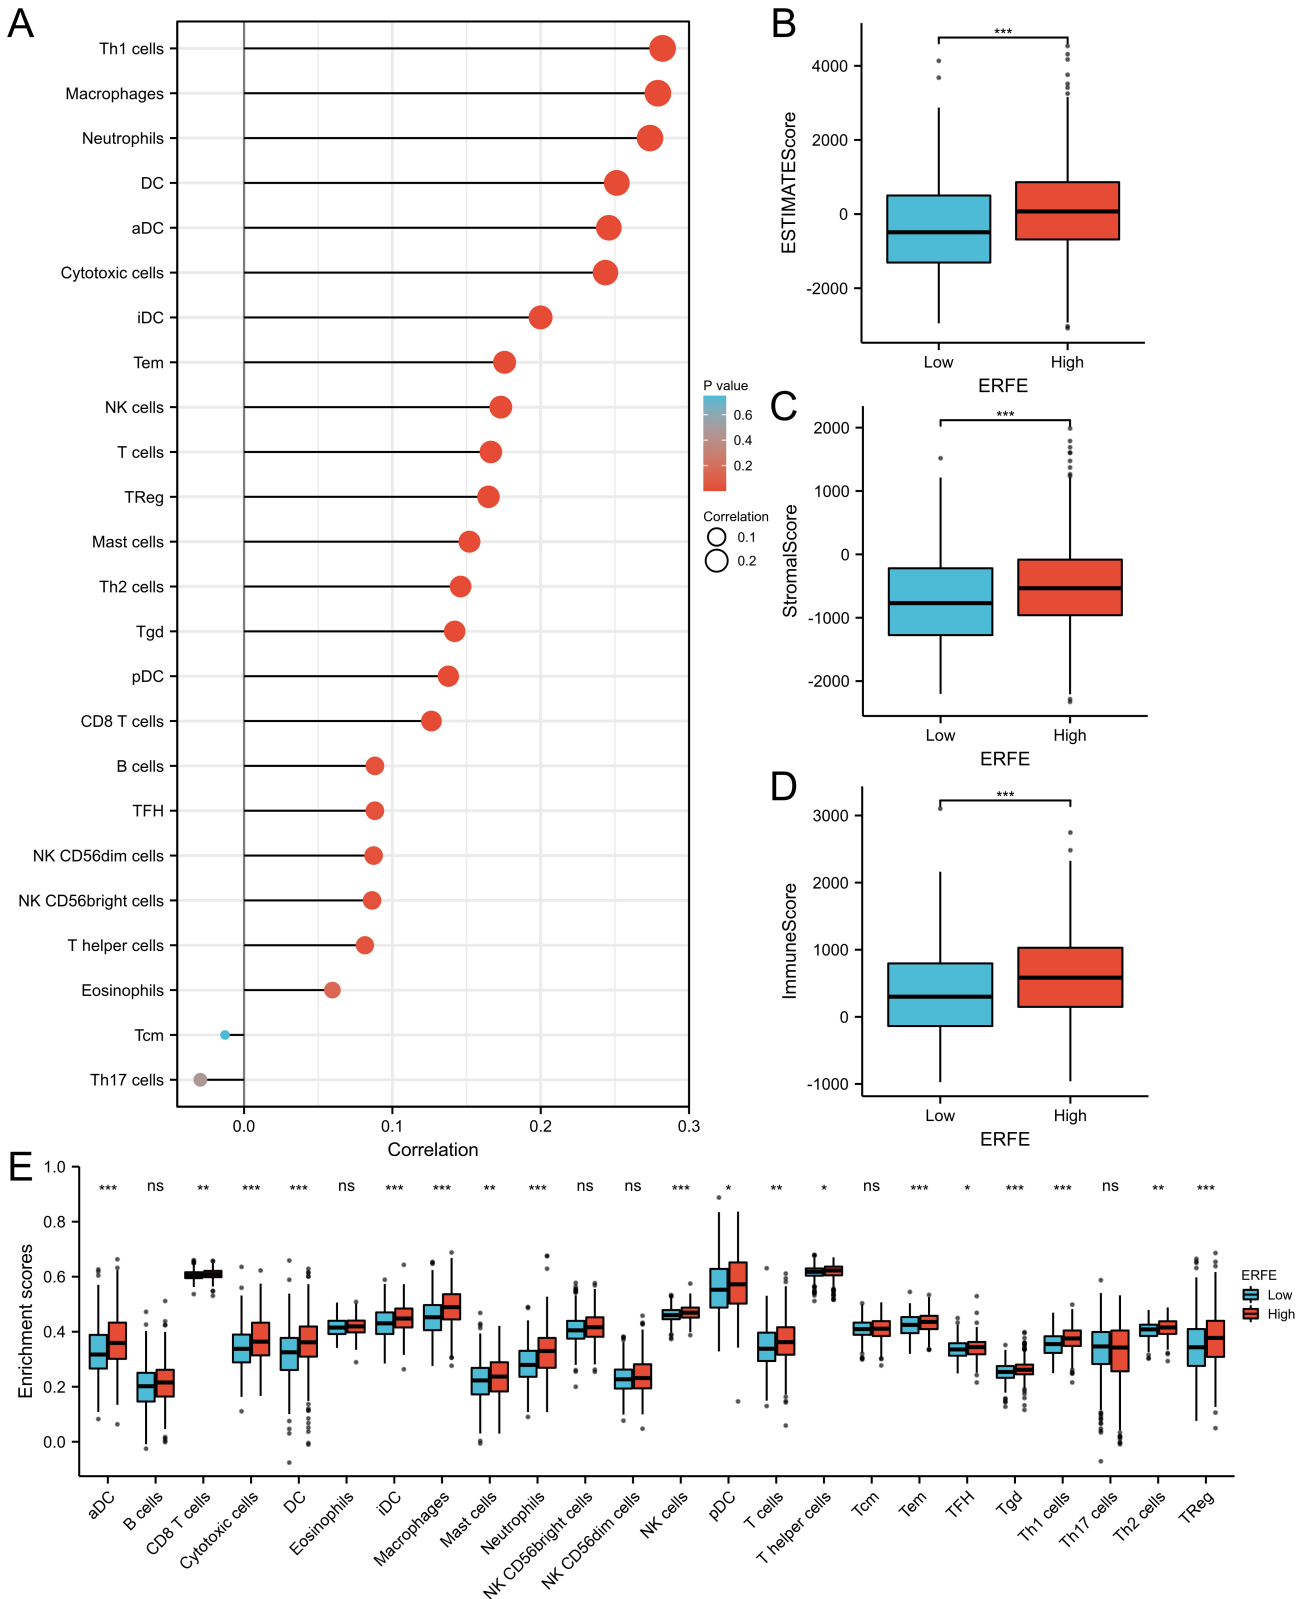 A
Th1 cells
Macrophages
Neutrophils
DC
aDC
Cytotoxic cells
iDC
Tem
NK cells
T cells
TReg
Mast cells
Th2 cells
Tgd
pDC
CD8 T cells
B cells
TFH
NK CD56dim cells
NK CD56bright cells
T helper cells
Eosinophils
Tcm
Th17 cells
0.0 0.1 0.2 0.3
Correlation
P value
0.6
0.4
0.2
Correlation
0.1
0.2
B
***
4000
2000
0
-2000
ESTIMATEScore
Low High
ERFE
C
***
2000
1000
0
-1000
-2000
StromalScore
Low High
ERFE
D
***
3000
2000
1000
0
-1000
ImmuneScore
Low High
ERFE
E
1.0
0.8
0.6
0.4
0.2
0.0
Enrichment scores
*** ns ** *** *** ns *** *** ** *** ns ns *** * ** * ns *** * *** *** ns ** ***
aDC
B cells
CD8 T cells
Cytotoxic cells
DC
Eosinophils
iDC
Macrophages
Mast cells
Neutrophils
NK CD56bright cells
NK CD56dim cells
NK cells
pDC
T cells
T helper cells
Tcm
Tem
TFH
Tgd
Th1 cells
Th17 cells
Th2 cells
TReg
ERFE
Low
High